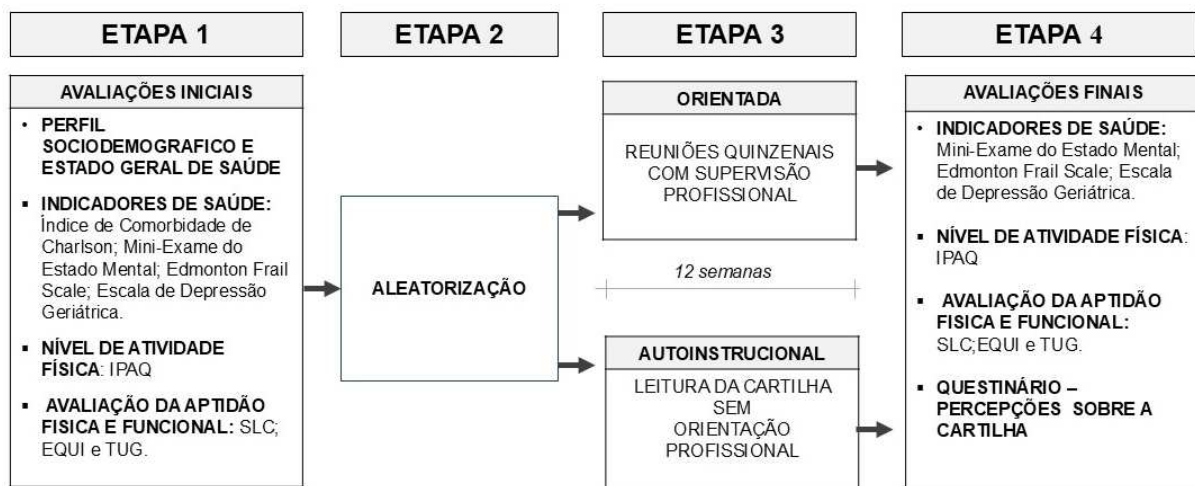 ETAPA 1
ETAPA 2
ETAPA 3
ETAPA 4
AVALIAÇÕES INICIAIS
• PERFIL
SOCIODEMOGRAFICO E
ESTADO GERAL DE SAÚDE
▪ INDICADORES DE SAÚDE:
Índice de Comorbidade de
Charlson; Mini-Exame do
Estado Mental; Edmonton Frail
Scale; Escala de Depressão
Geriátrica.
▪ NÍVEL DE ATIVIDADE
FÍSICA: IPAQ
▪ AVALIAÇÃO DA APTIDÃO
FISICA E FUNCIONAL: SLC;
EQUI e TUG.
ALEATORIZAÇÃO
ORIENTADA
REUNIÕES QUINZENAIS
COM SUPERVISÃO
PROFISSIONAL
12 semanas
AUTOINSTRUCIONAL
LEITURA DA CARTILHA
SEM
ORIENTAÇÃO
PROFISSIONAL
AVALIAÇÕES FINAIS
• INDICADORES DE SAÚDE:
Mini-Exame do Estado Mental;
Edmonton Frail Scale; Escala
de Depressão Geriátrica.
▪ NÍVEL DE ATIVIDADE FÍSICA:
IPAQ
▪ AVALIAÇÃO DA APTIDÃO
FISICA E FUNCIONAL:
SLC;EQUI e TUG.
▪ QUESTINÁRIO –
PERCEPÇÕES SOBRE A
CARTILHA